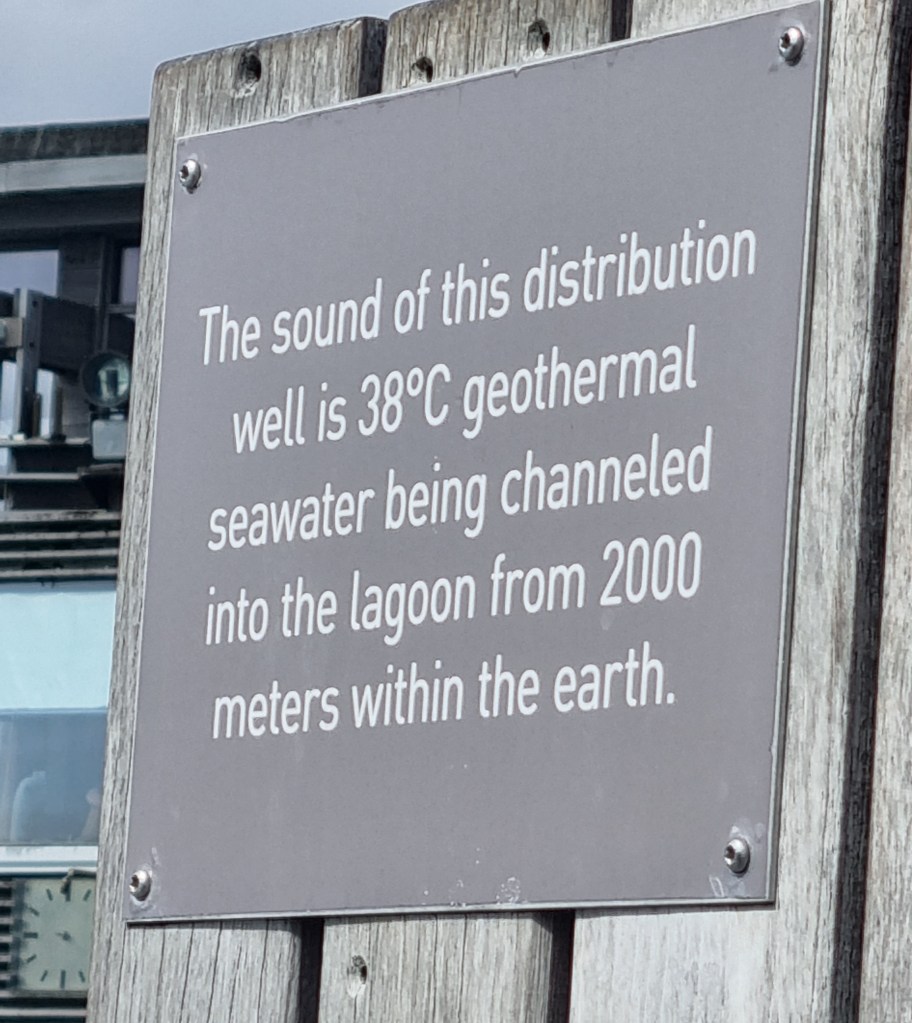 The sound of this distribution
well is 38°C geothermal
seawater being channeled
into the lagoon from 2000
meters within the earth.